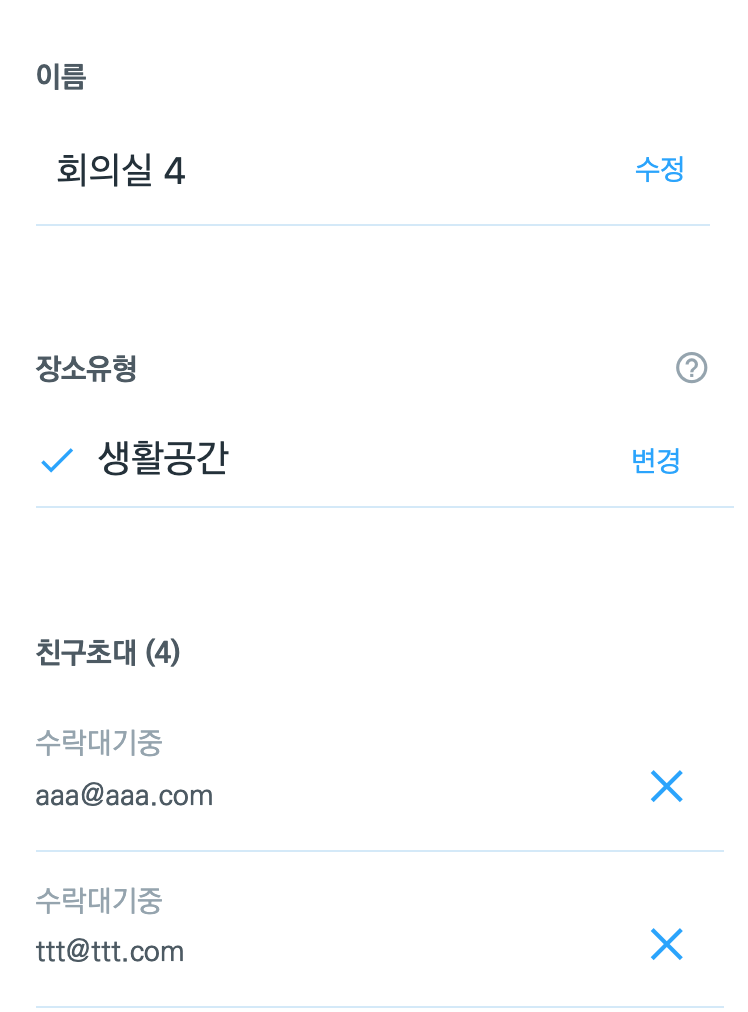 이름
회의실 4 수정
장소유형 ?
생활공간 변경
친구초대 (4)
수락대기중
aaa@aaa.com
수락대기중
ttt@ttt.com